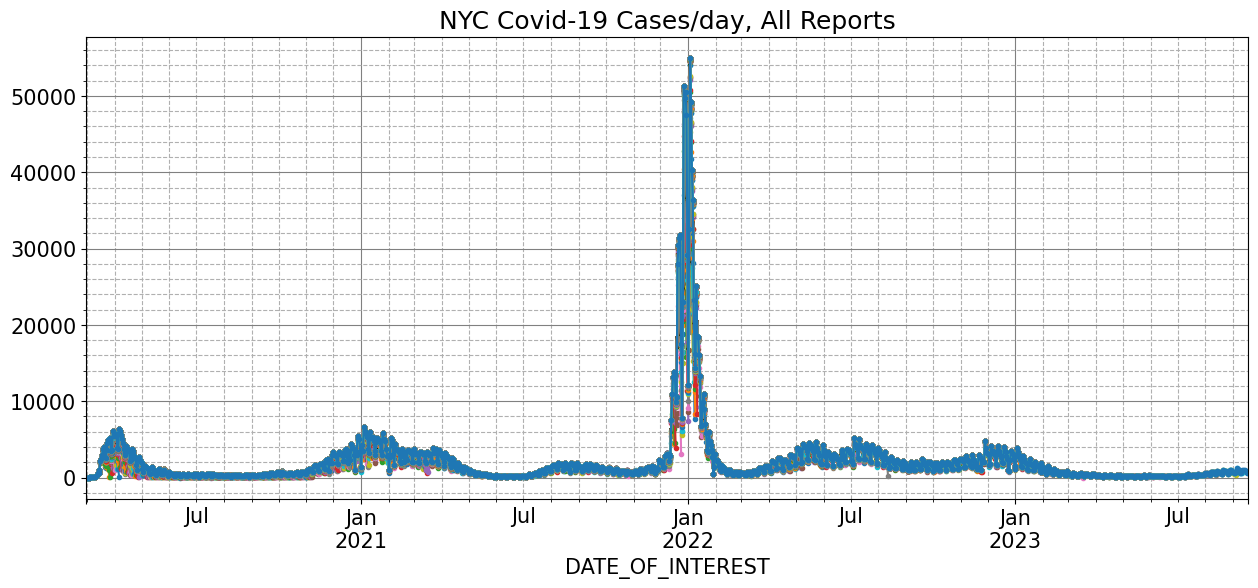 NYC Covid-19 Cases/day, All Reports
50000
40000
30000
20000
10000
0
Jul Jan Jul Jan Jul Jan Jul
2021 2022 2023
DATE_OF_INTEREST